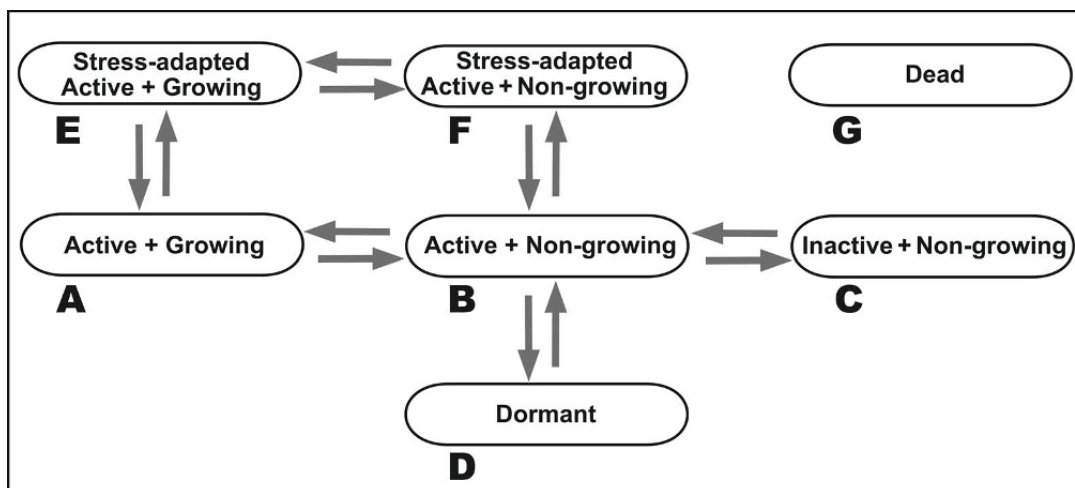 Stress-adapted
Active + Growing
E
Stress-adapted
Active + Non-growing
F
Dead
G
Active + Growing
A
Active + Non-growing
B
Inactive + Non-growing
C
Dormant
D